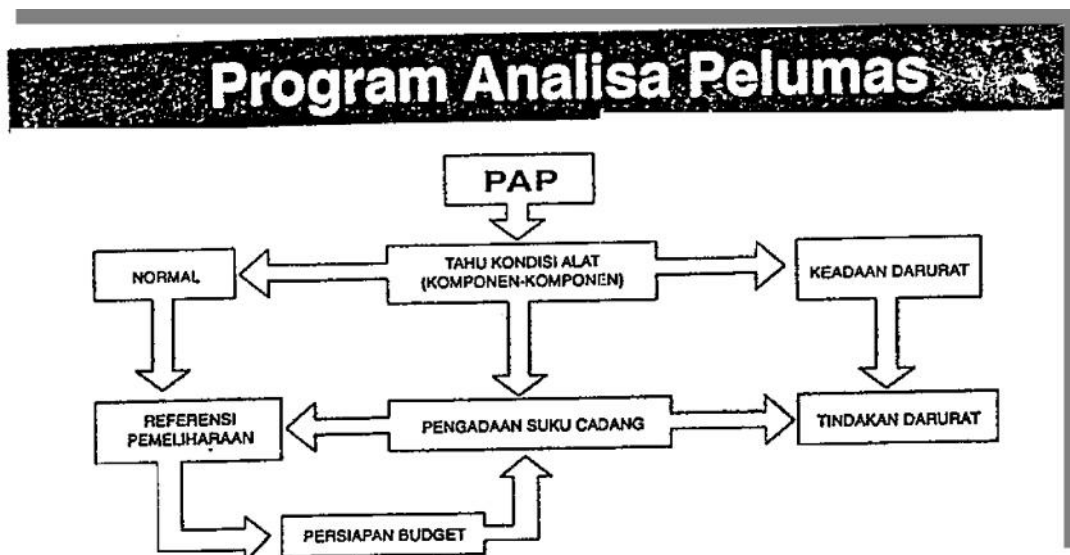 Program Analisa Pelumas
PAP
NORMAL
TAHU KONDISI ALAT
(KOMPONEN-KOMPONEN)
KEADAAN DARURAT
REFERENSI
PEMELIHARAAN
PENGADAAN SUKU CADANG
TINDAKAN DARURAT
PERSIAPAN BUDGET